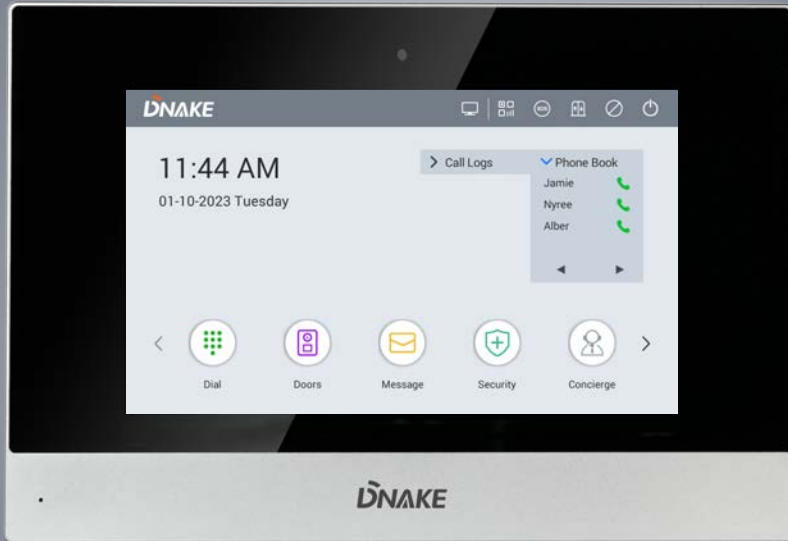 DNAKE
11:44 AM
01-10-2023 Tuesday
Call Logs
Phone Book
Jamie
Nyree
Alber
Dial
Doors
Message
Security
Concierge
DNAKE